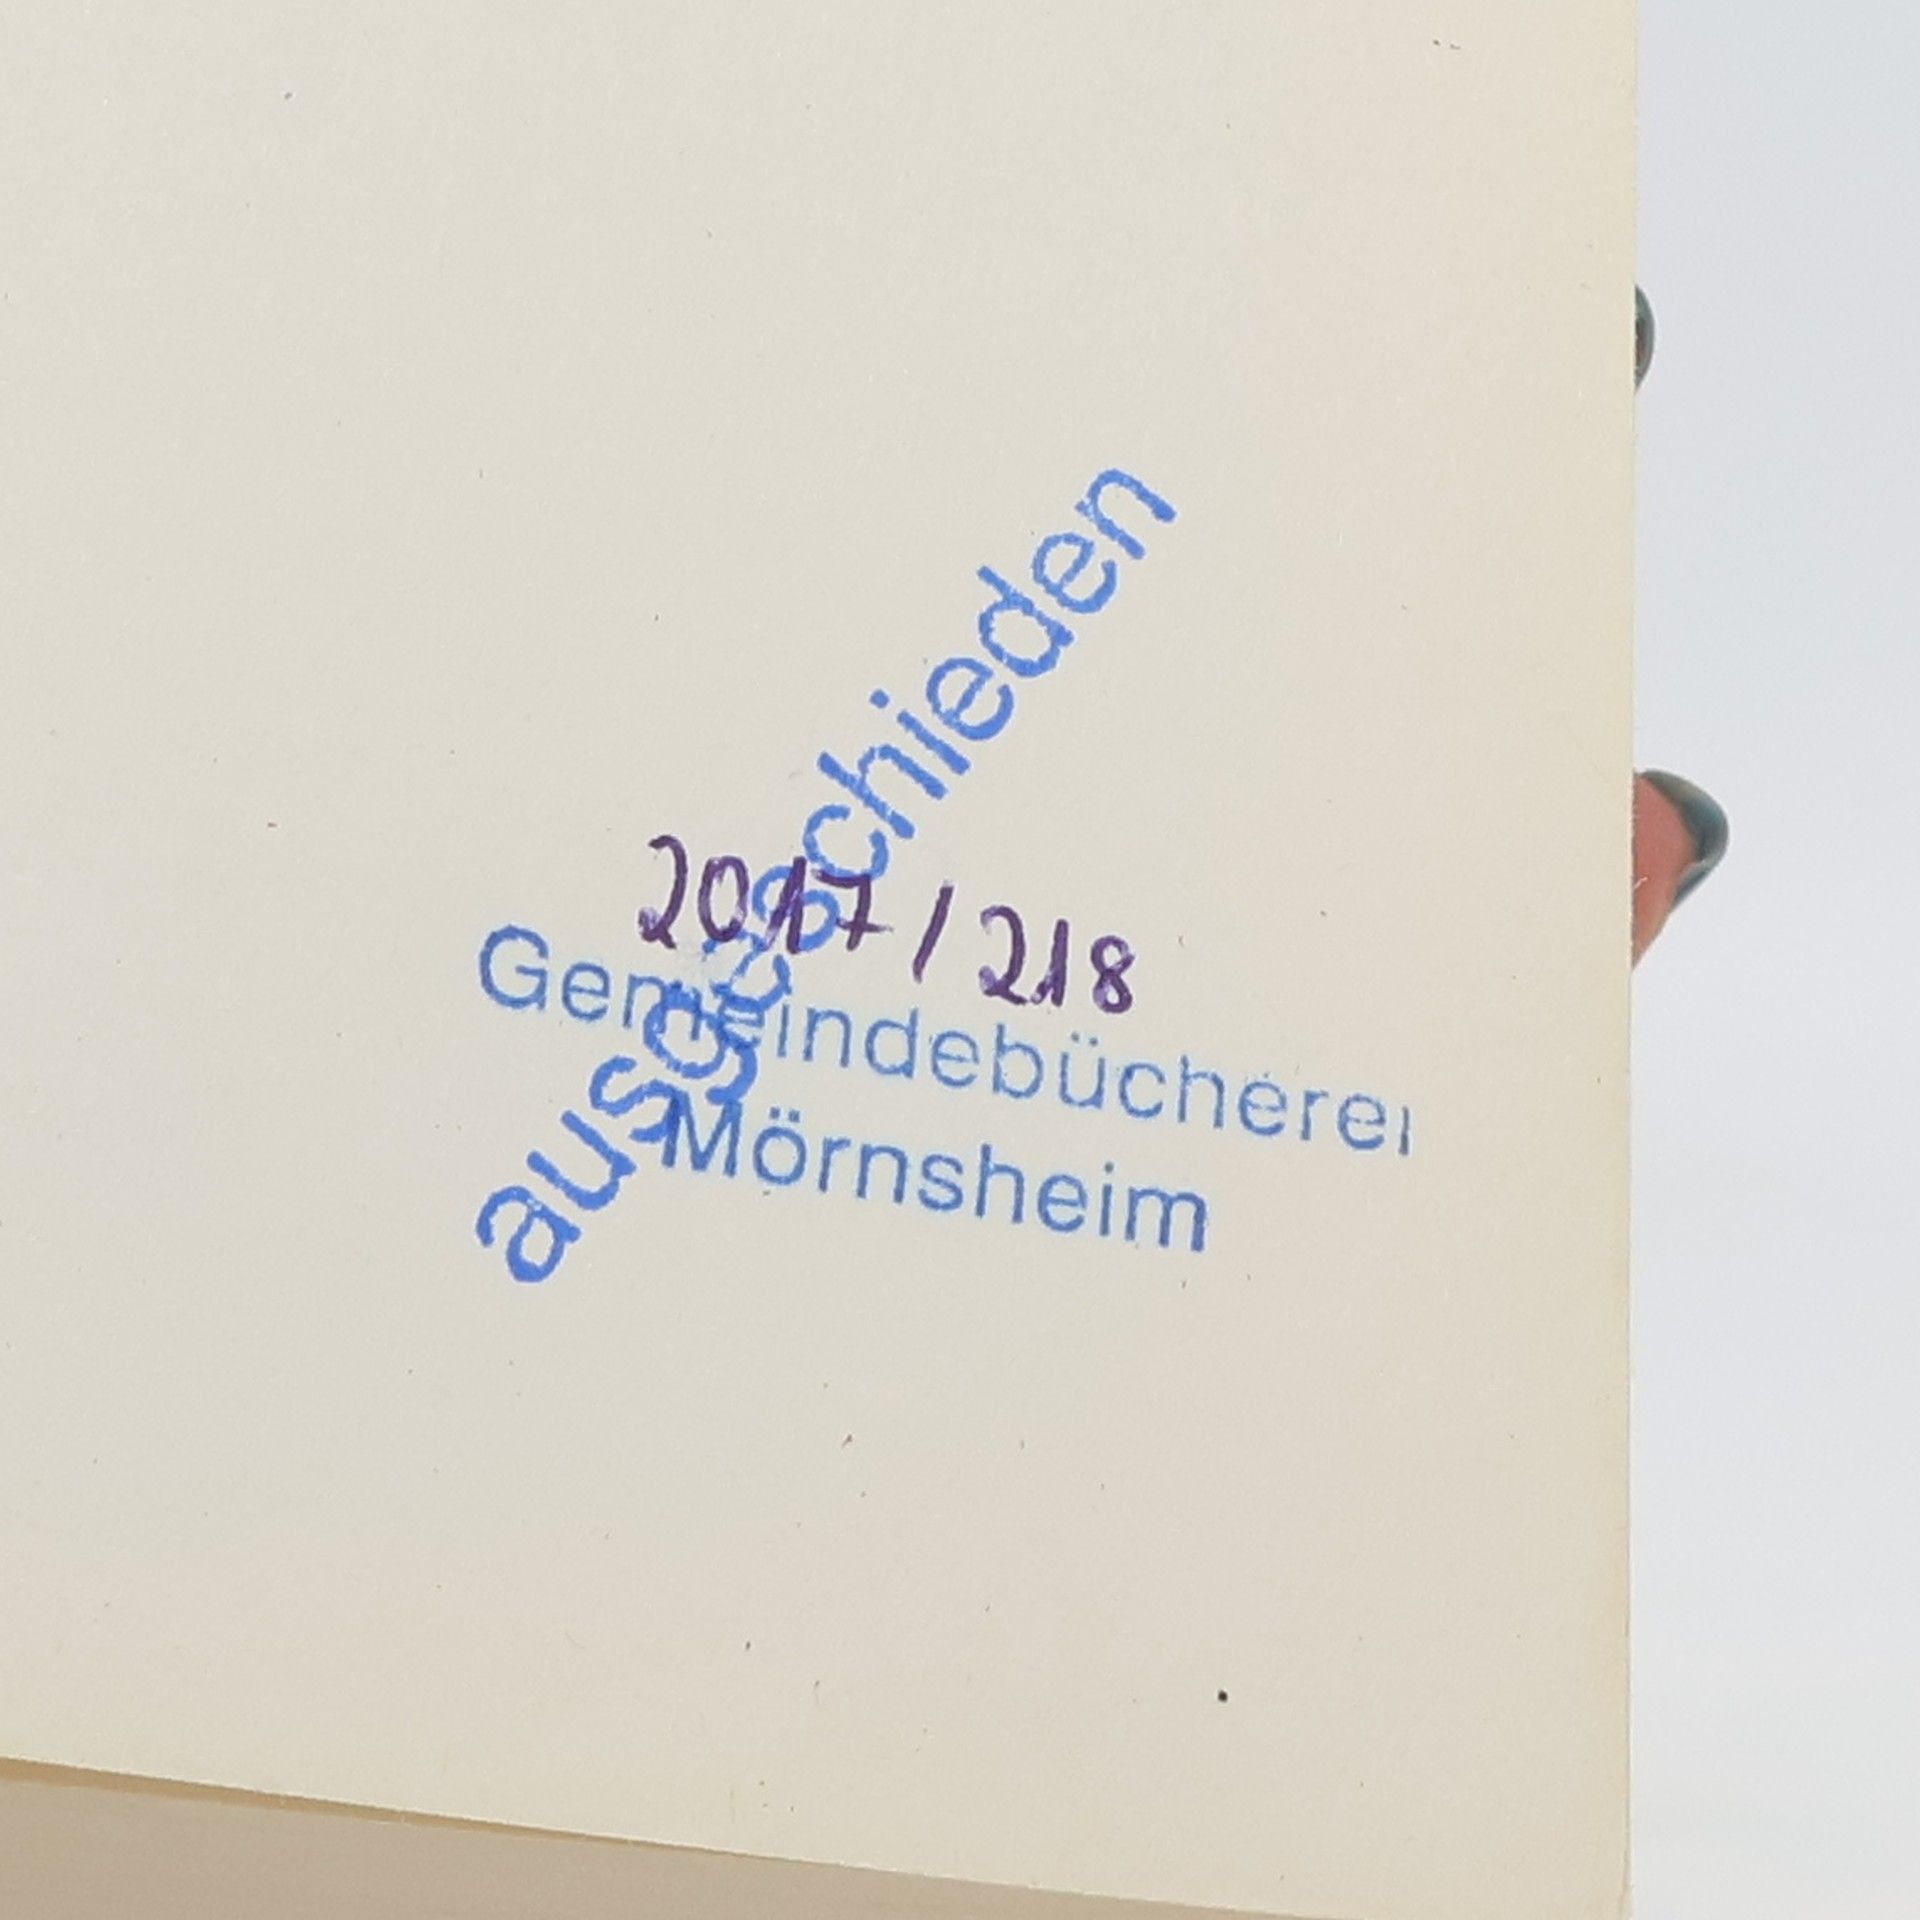 ausgeschieden
2017 / 218
Gemeindebücherei
Mörnsheim